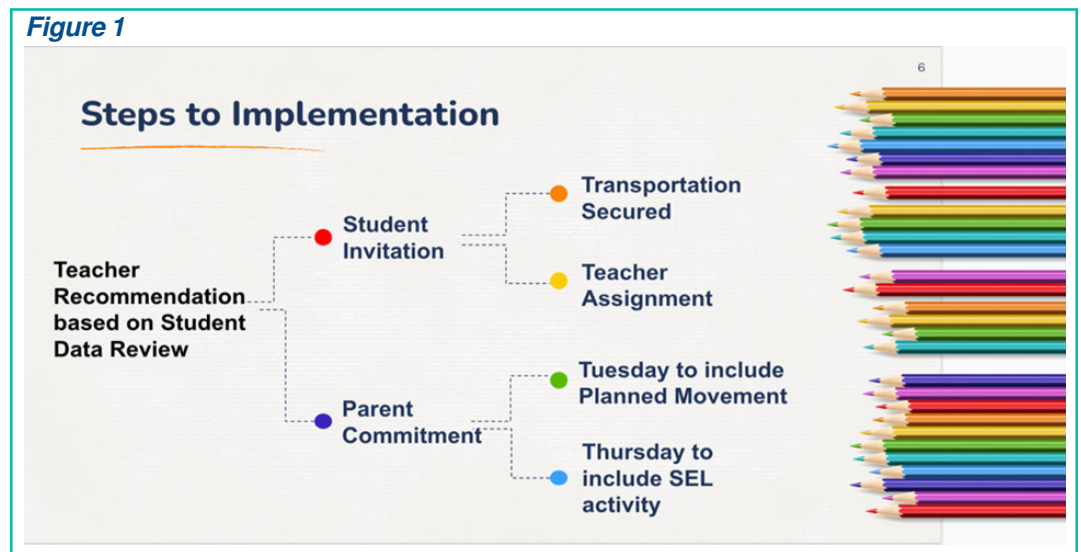 Figure 1
6
Steps to Implementation
Teacher
Recommendation
based on Student
Data Review
Student
Invitation
Transportation
Secured
Teacher
Assignment
Parent
Commitment
Tuesday to include
Planned Movement
Thursday to
include SEL
activity